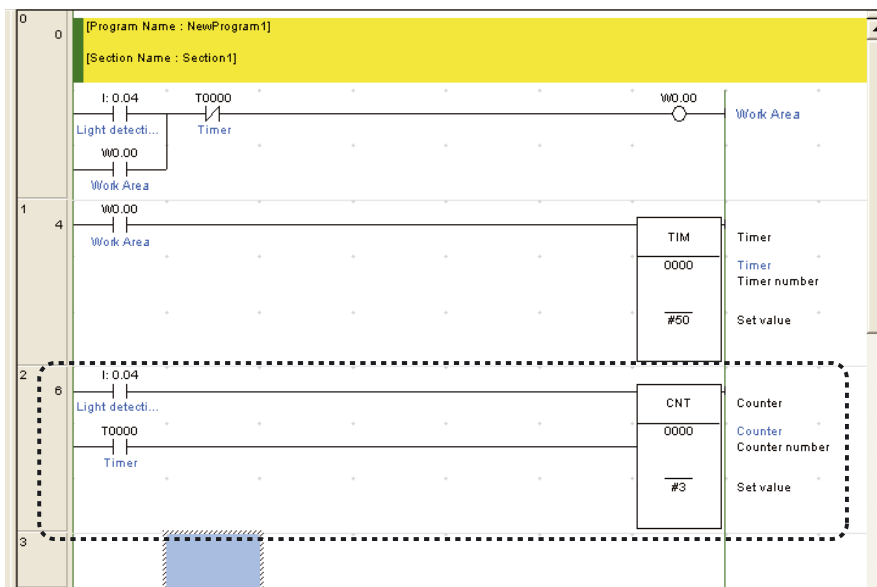 0
0
[Program Name : NewProgram1]
[Section Name : Section1]
I: 0.04
T0000
W0.00
Work Area
Light detecti...
Timer
W0.00
Work Area
1
4
W0.00
Work Area
TIM
Timer
0000
Timer
Timer number
#50
Set value
2
6
I: 0.04
Light detecti...
CNT
Counter
T0000
Timer
0000
Counter
Counter number
#3
Set value
3